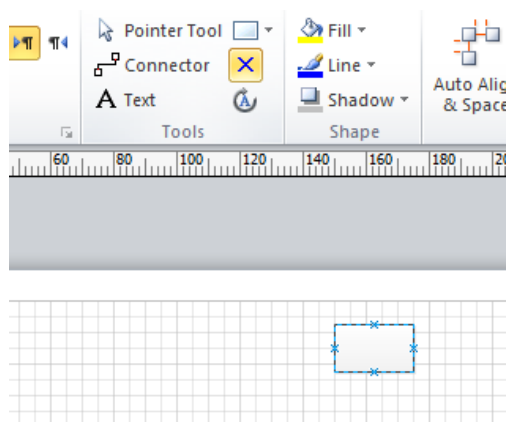 Pointer Tool
Connector
A Text
Tools
Fill
Line
Shadow
Shape
Auto Alig
& Space
60 80 100 120 140 160 180 20